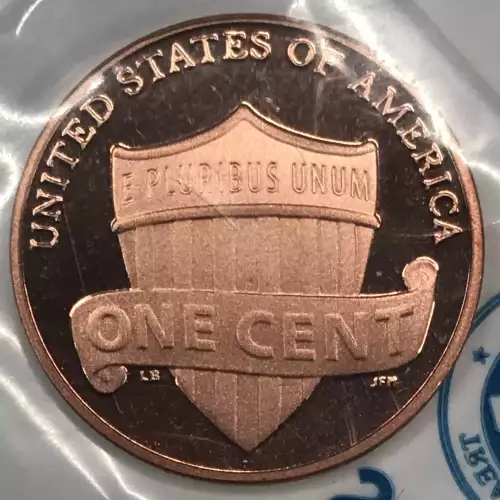 UNITED STATES OF AMERICA
E PLURIBUS UNUM
ONE CENT
LB
JFM